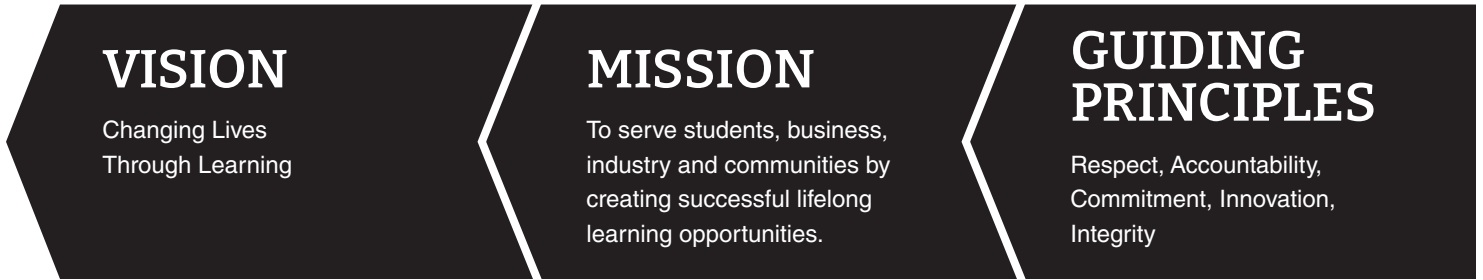 VISION
Changing Lives
Through Learning
MISSION
To serve students, business,
industry and communities by
creating successful lifelong
learning opportunities.
GUIDING
PRINCIPLES
Respect, Accountability,
Commitment, Innovation,
Integrity